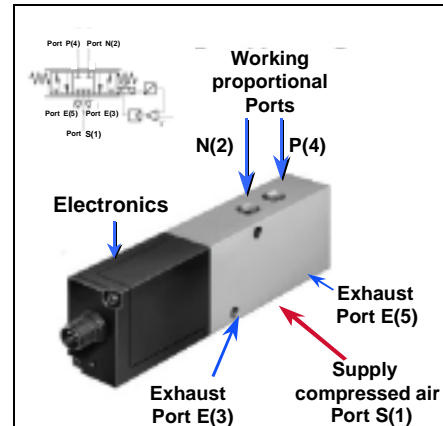 Port P(4) Port N(2)
Port E(5) Port E(3)
Port S(1)
Working
proportional
Ports
N(2) P(4)
Electronics
Exhaust
Port E(5)
Supply
compressed air
Port S(1)
Exhaust
Port E(3)